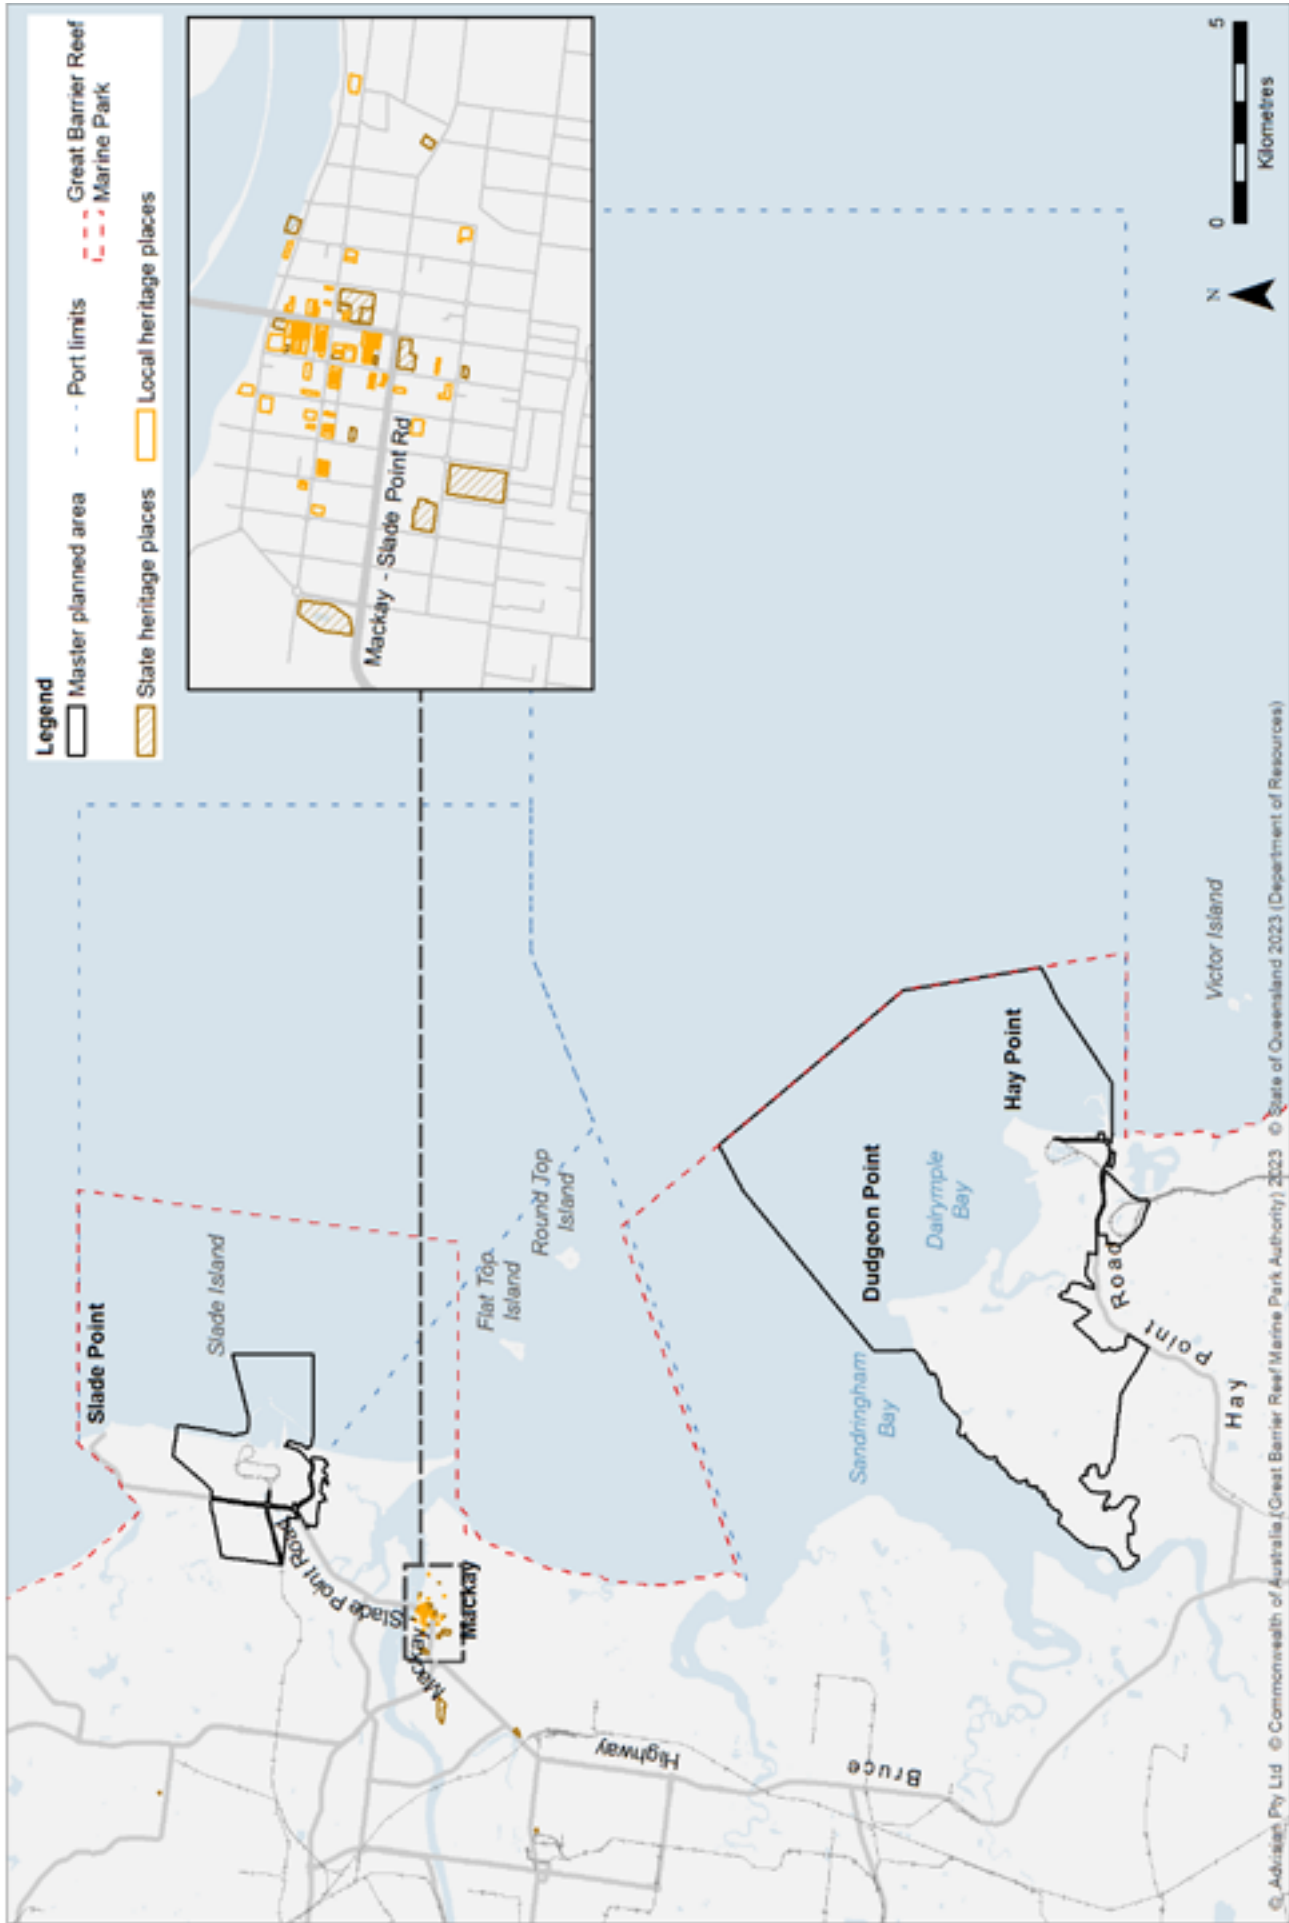 Legend
Master planned area
Port limits
Great Barrier Reef
Marine Park
State heritage places
Local heritage places
Mackay - Slade Point Rd
Slade Point
Slade Island
Slade Point Road
Mackay
Mackay
Flat Top
Island
Round Top
Island
Sandringham
Bay
Dudgeon Point
Dalrymple
Bay
Hay Point
Hay Point Road
Victor Island
Bruce Highway
N
0 5
Kilometres
© Advisian Pty Ltd © Commonwealth of Australia (Great Barrier Reef Marine Park Authority) 2023 © State of Queensland 2023 (Department of Resources)